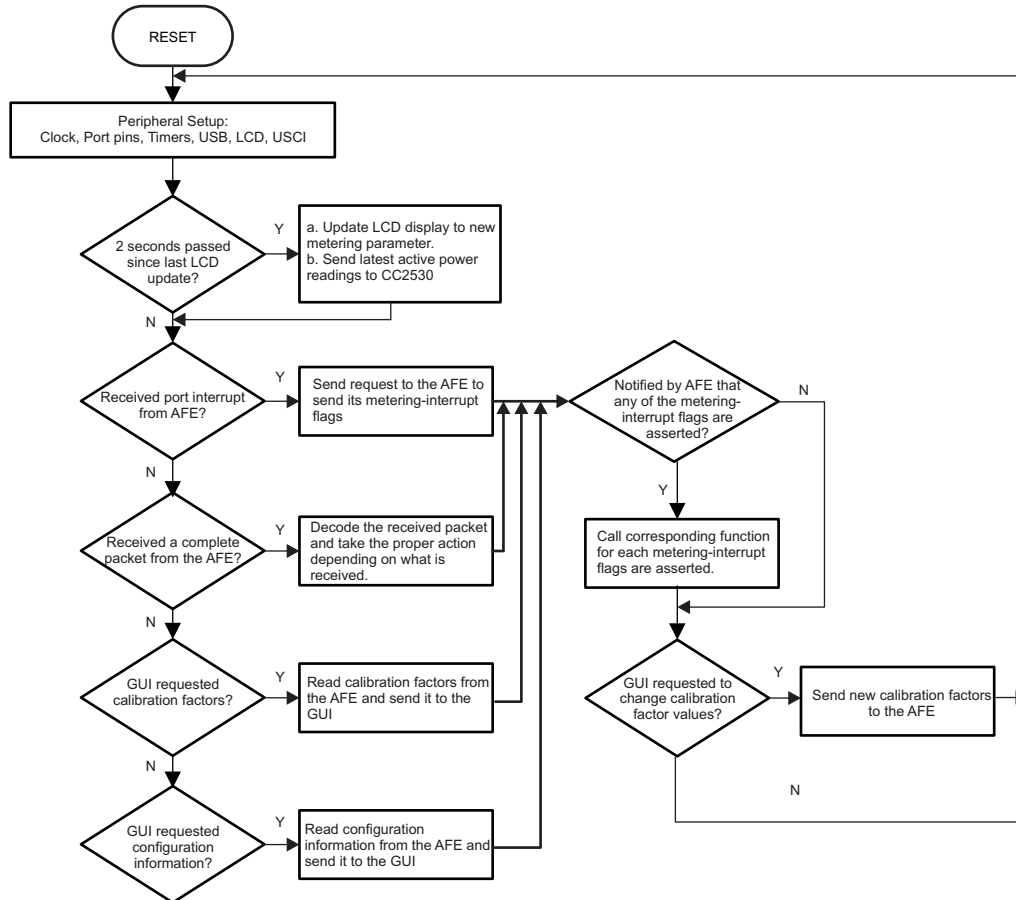 RESET
Peripheral Setup:
Clock, Port pins, Timers, USB, LCD, USCI
2 seconds passed
since last LCD
update?
Y
a. Update LCD display to new
metering parameter.
b. Send latest active power
readings to CC2530
N
Received port interrupt
from AFE?
Y
Send request to the AFE to
send its metering-interrupt
flags
Notified by AFE that
any of the metering-
interrupt flags are
asserted?
N
N
Y
Received a complete
packet from the AFE?
Y
Decode the received packet
and take the proper action
depending on what is
received.
Call corresponding function
for each metering-interrupt
flags are asserted.
N
GUI requested
calibration factors?
Y
Read calibration factors from
the AFE and send it to the
GUI
GUI requested to
change calibration
factor values?
Y
Send new calibration factors
to the AFE
N
N
GUI requested
configuration
information?
Y
Read configuration
information from the AFE and
send it to the GUI